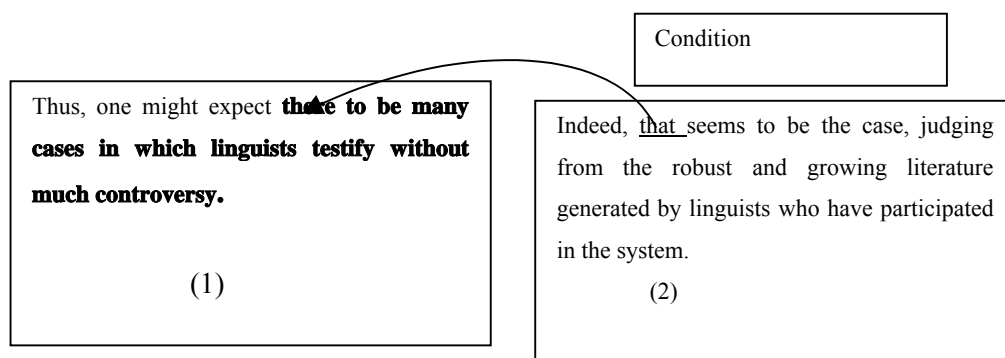 Condition
Thus, one might expect there to be many
cases in which linguists testify without
much controversy.
(1)
Indeed, that seems to be the case, judging
from the robust and growing literature
generated by linguists who have participated
in the system.
(2)